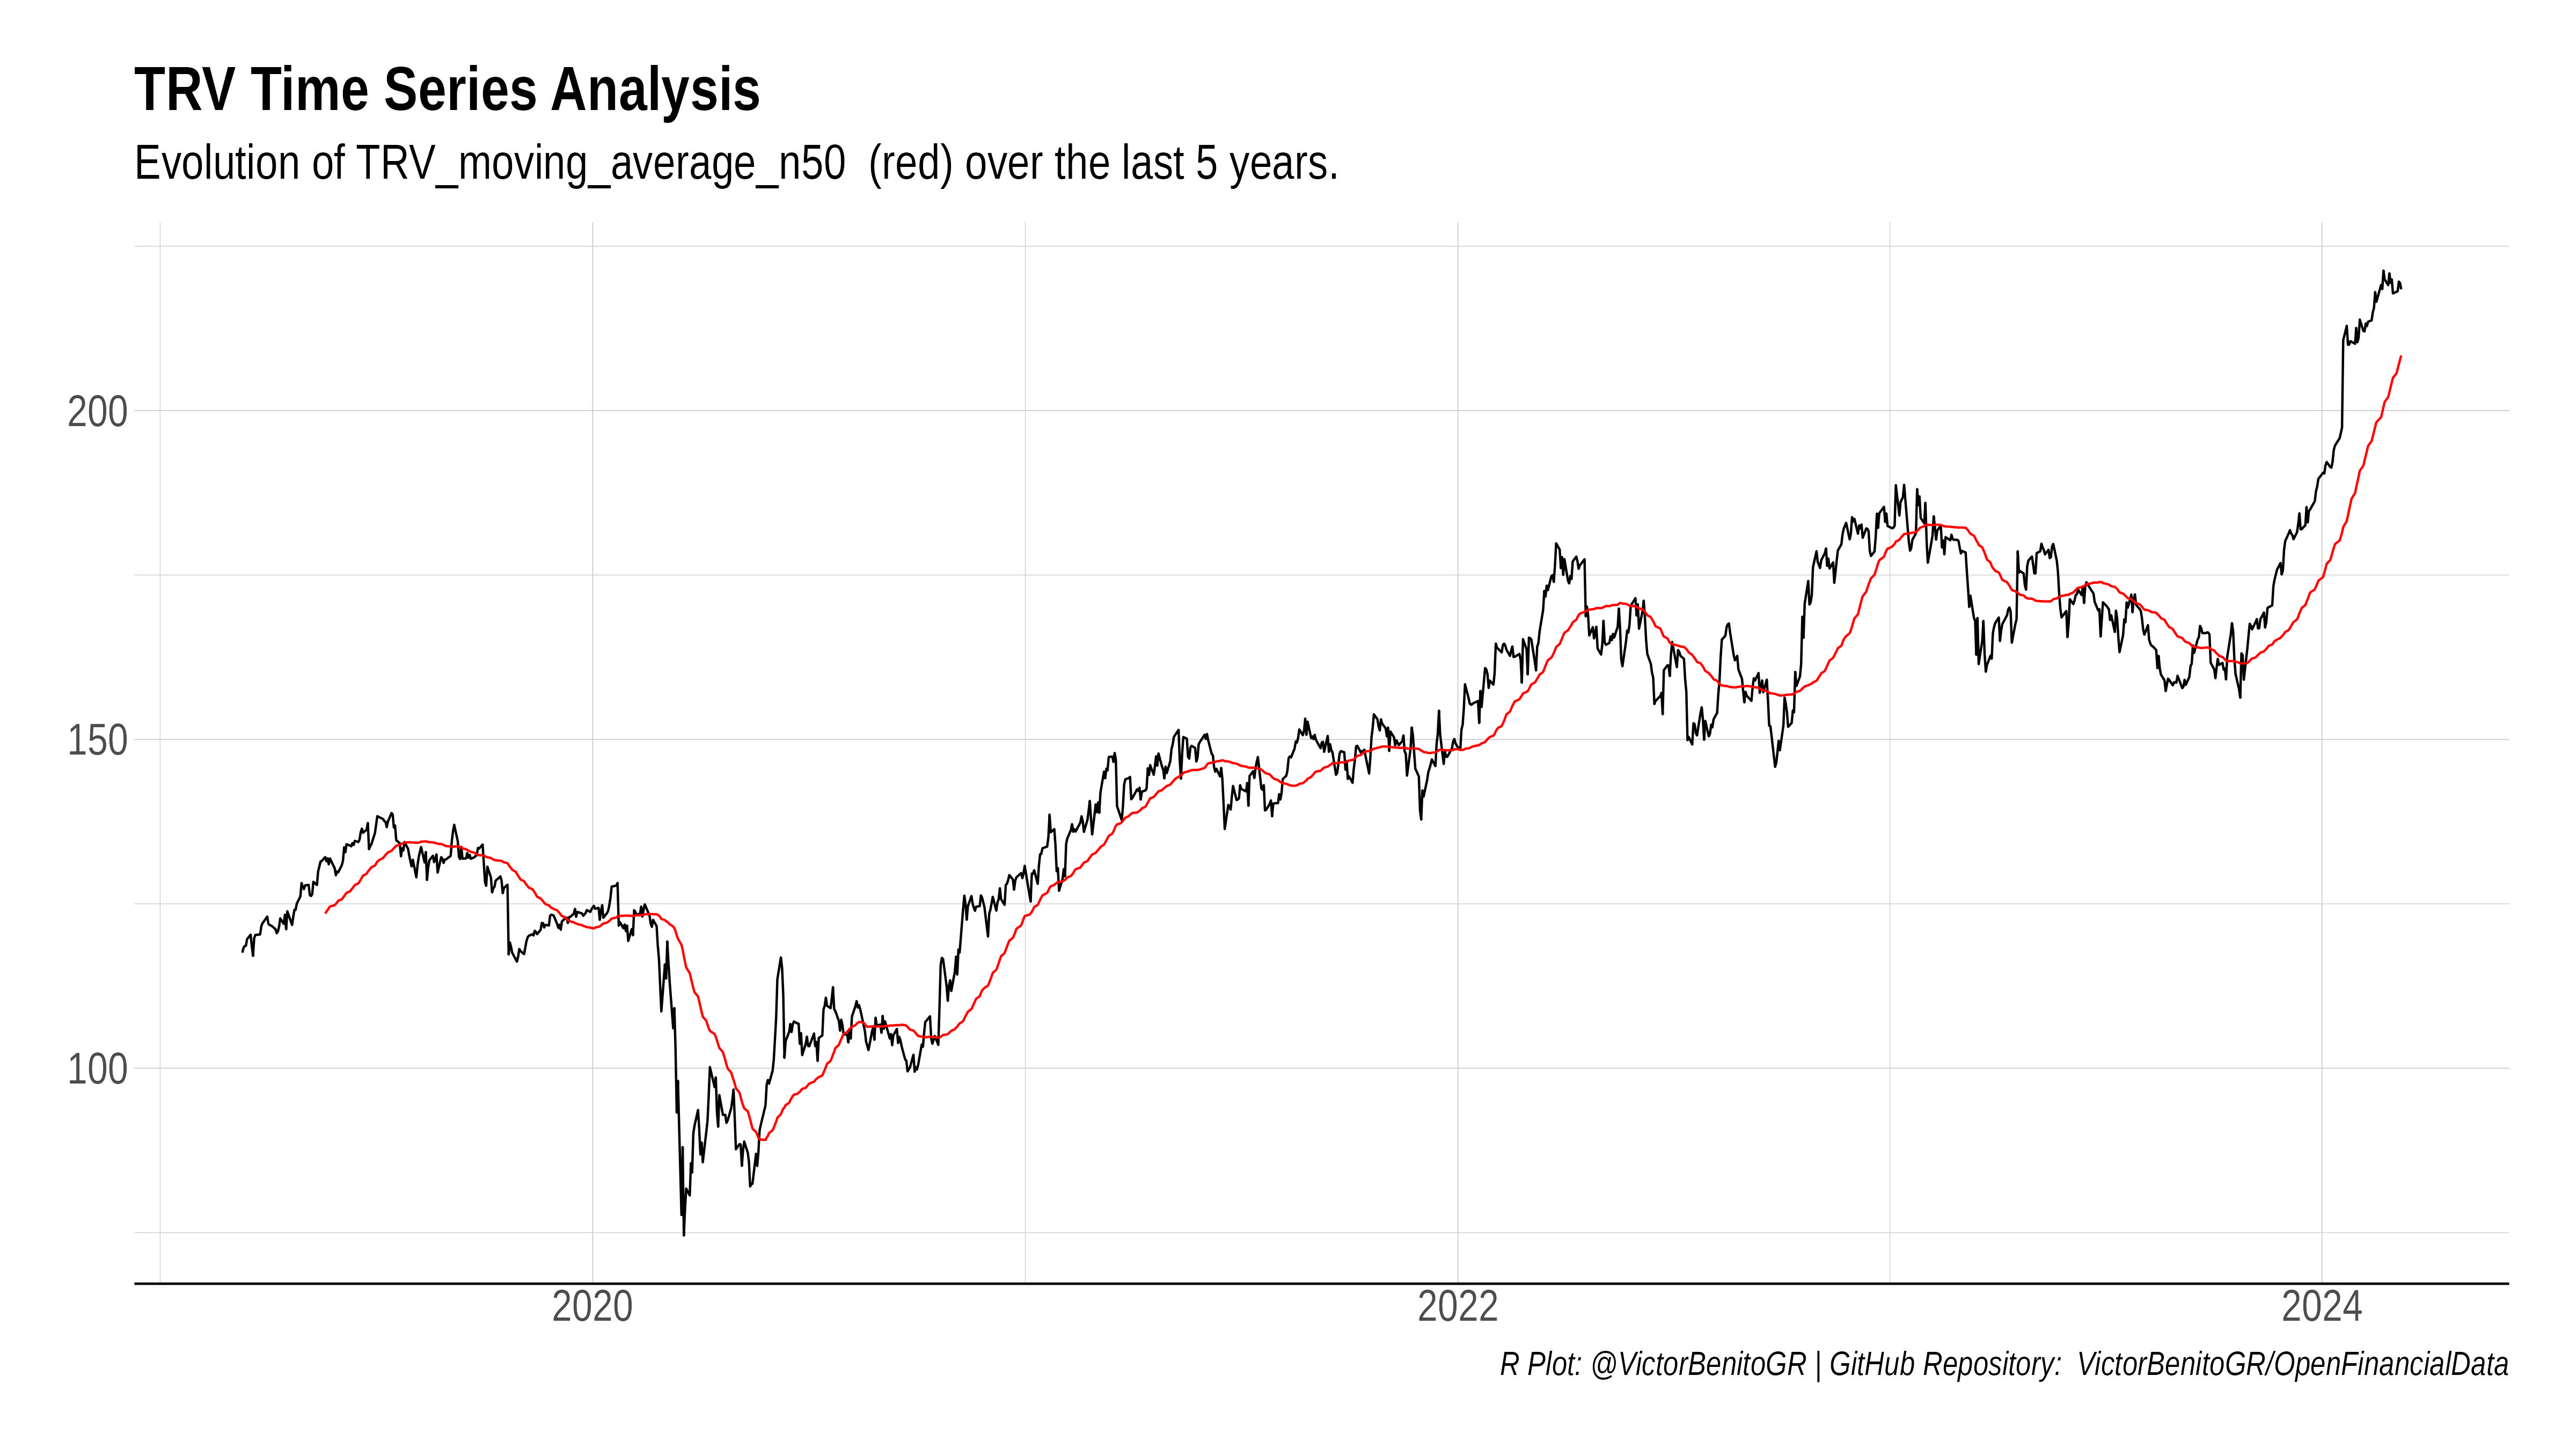 TRV Time Series Analysis
Evolution of TRV_moving_average_n50  (red) over the last 5 years.
200
150
100
2020 2022 2024
R Plot: @VictorBenitoGR | GitHub Repository:  VictorBenitoGR/OpenFinancialData